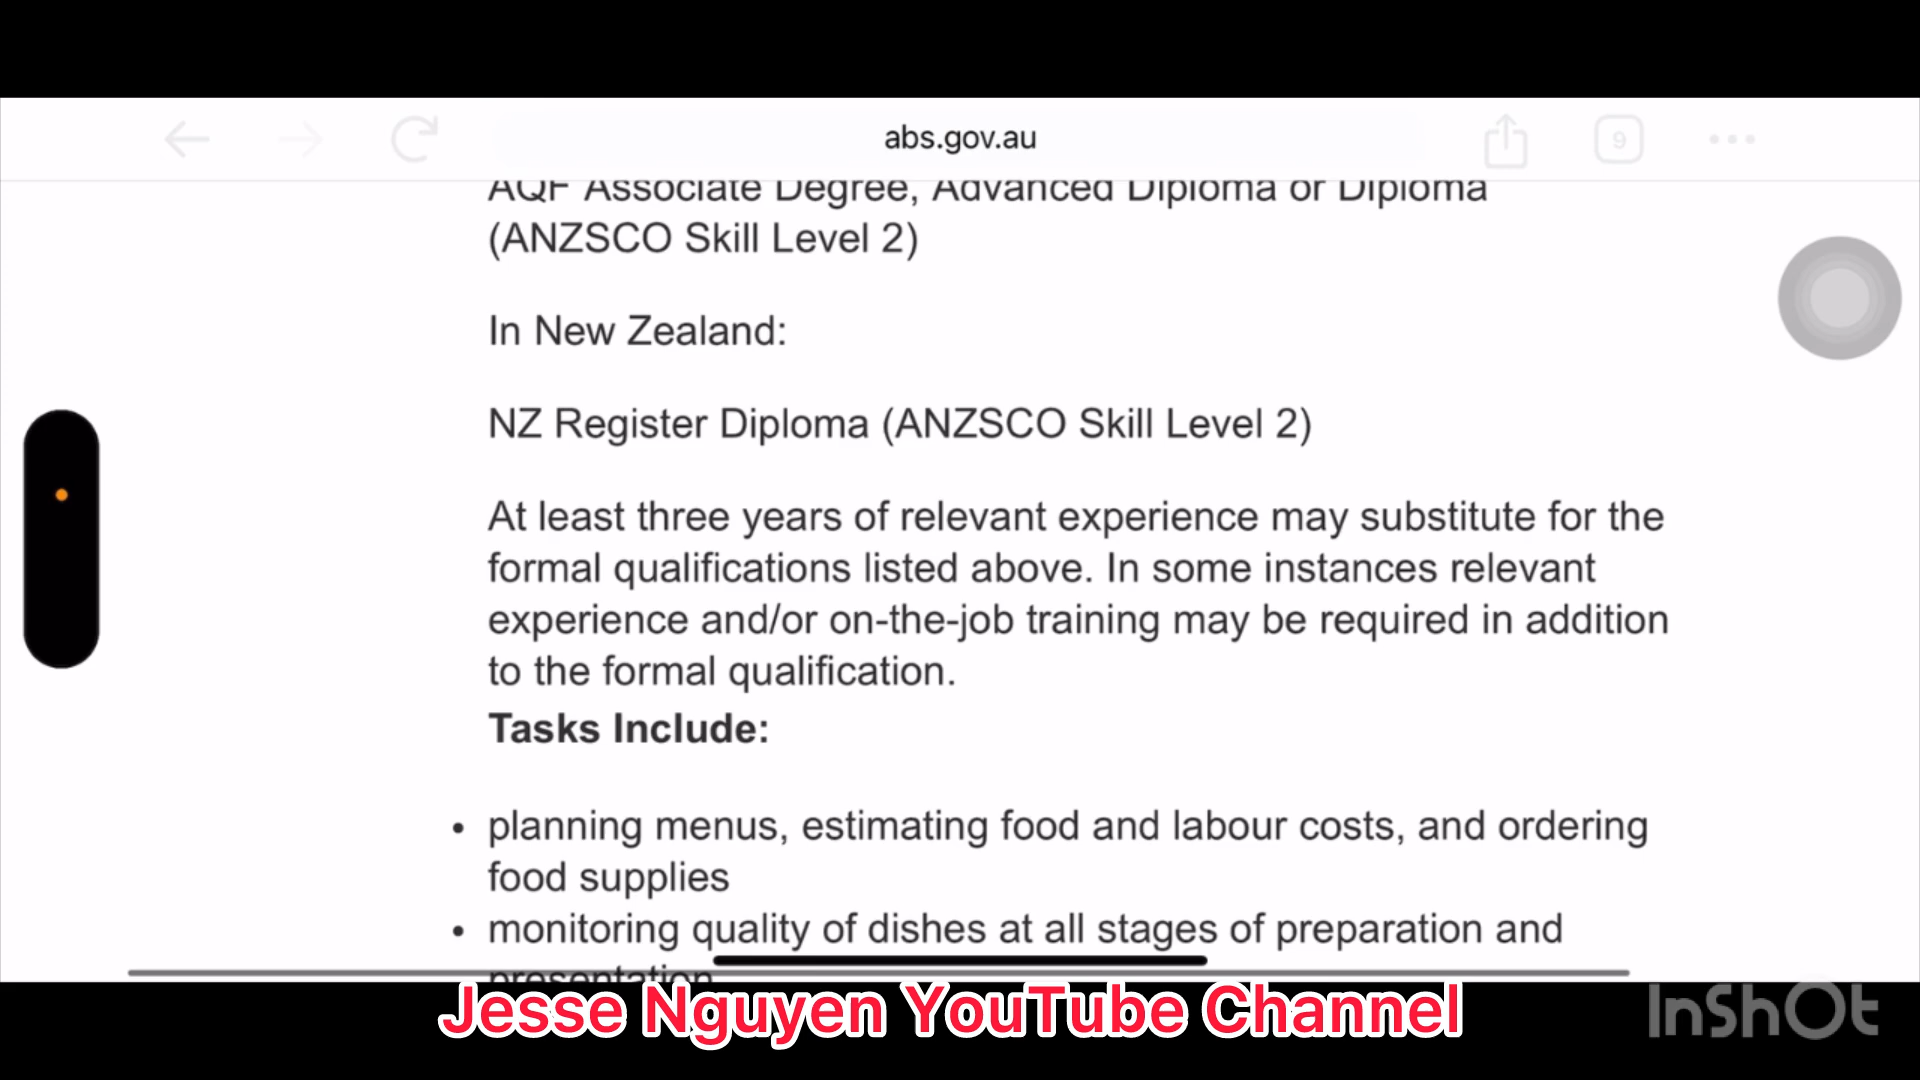 abs.gov.au
9
AQF Associate Degree, Advanced Diploma or Diploma
(ANZSCO Skill Level 2)
In New Zealand:
NZ Register Diploma (ANZSCO Skill Level 2)
At least three years of relevant experience may substitute for the
formal qualifications listed above. In some instances relevant
experience and/or on-the-job training may be required in addition
to the formal qualification.
Tasks Include:
• planning menus, estimating food and labour costs, and ordering
food supplies
• monitoring quality of dishes at all stages of preparation and
presentation
Jesse Nguyen YouTube Channel
InShOt